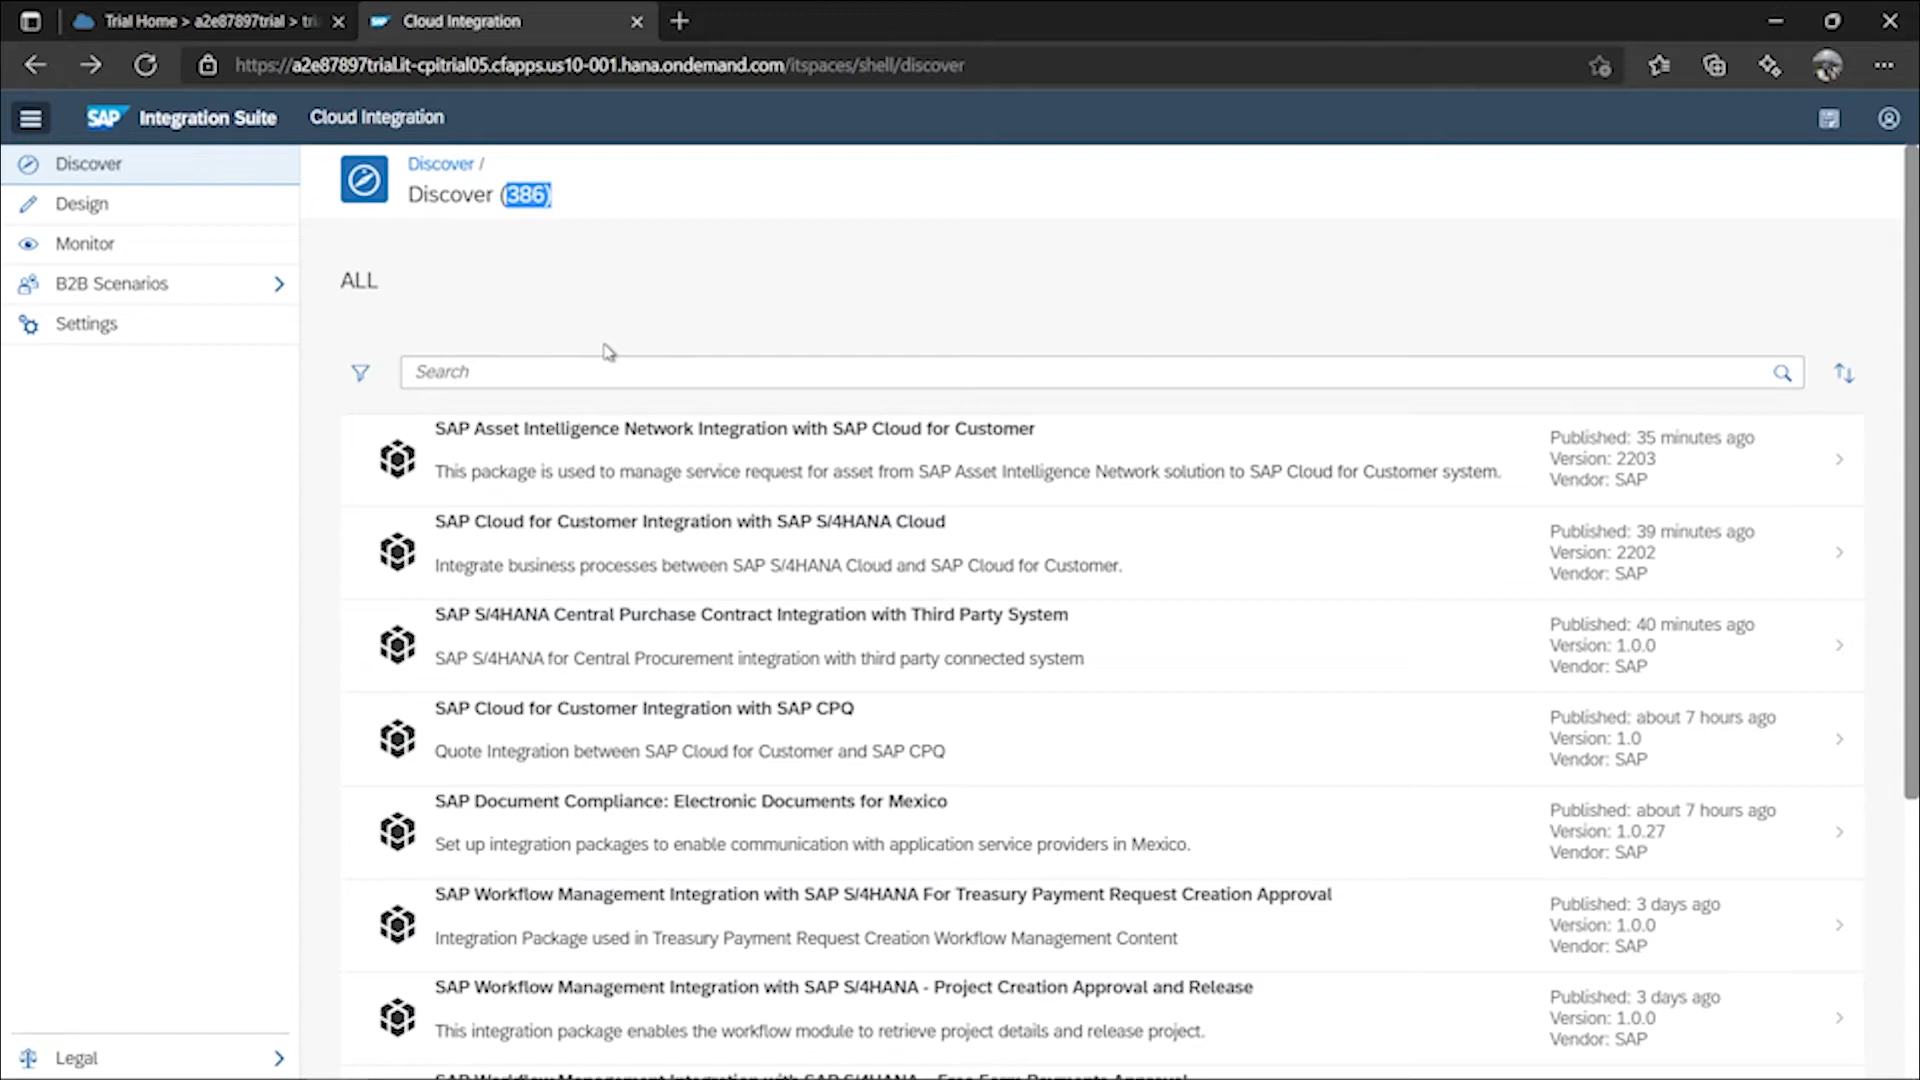 Trial Home > a2e87897trial > tri
Cloud Integration
https://a2e87897trial.it-cpitrial05.cfapps.us10-001.hana.ondemand.com/itspaces/shell/discover
SAP Integration Suite Cloud Integration
Discover
Design
Monitor
B2B Scenarios
Settings
Legal
Discover /
Discover (386)
ALL
Search
SAP Asset Intelligence Network Integration with SAP Cloud for Customer
This package is used to manage service request for asset from SAP Asset Intelligence Network solution to SAP Cloud for Customer system.
Published: 35 minutes ago
Version: 2203
Vendor: SAP
SAP Cloud for Customer Integration with SAP S/4HANA Cloud
Integrate business processes between SAP S/4HANA Cloud and SAP Cloud for Customer.
Published: 39 minutes ago
Version: 2202
Vendor: SAP
SAP S/4HANA Central Purchase Contract Integration with Third Party System
SAP S/4HANA for Central Procurement integration with third party connected system
Published: 40 minutes ago
Version: 1.0.0
Vendor: SAP
SAP Cloud for Customer Integration with SAP CPQ
Quote Integration between SAP Cloud for Customer and SAP CPQ
Published: about 7 hours ago
Version: 1.0
Vendor: SAP
SAP Document Compliance: Electronic Documents for Mexico
Set up integration packages to enable communication with application service providers in Mexico.
Published: about 7 hours ago
Version: 1.0.27
Vendor: SAP
SAP Workflow Management Integration with SAP S/4HANA For Treasury Payment Request Creation Approval
Integration Package used in Treasury Payment Request Creation Workflow Management Content
Published: 3 days ago
Version: 1.0.0
Vendor: SAP
SAP Workflow Management Integration with SAP S/4HANA - Project Creation Approval and Release
This integration package enables the workflow module to retrieve project details and release project.
Published: 3 days ago
Version: 1.0.0
Vendor: SAP
SAP Workflow Management Integration with SAP S/4HANA - Free Form Payments Approval